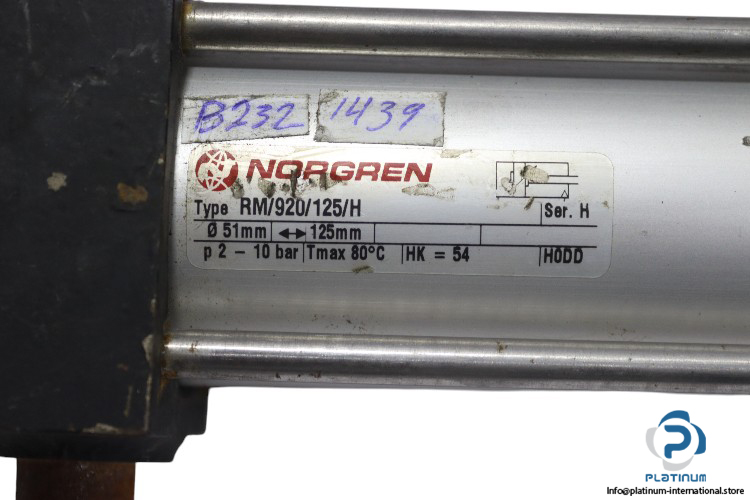 B232 1439
NORGREN
Type RM/920/125/H Ser. H
Ø 51mm ↔ 125mm
p 2 - 10 bar Tmax 80°C HK = 54 HODD
PLATINUM
Info@platinum-international.store